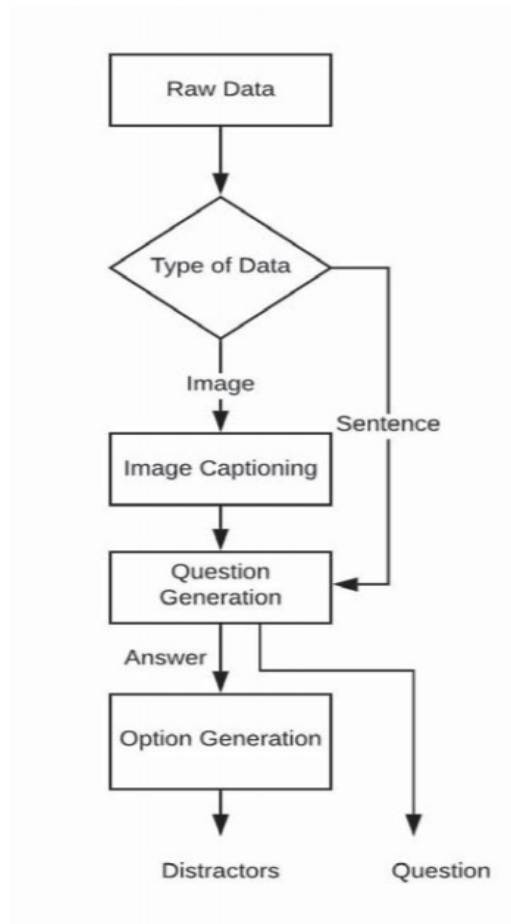 Raw Data
Type of Data
Image
Sentence
Image Captioning
Question
Generation
Answer
Option Generation
Distractors
Question